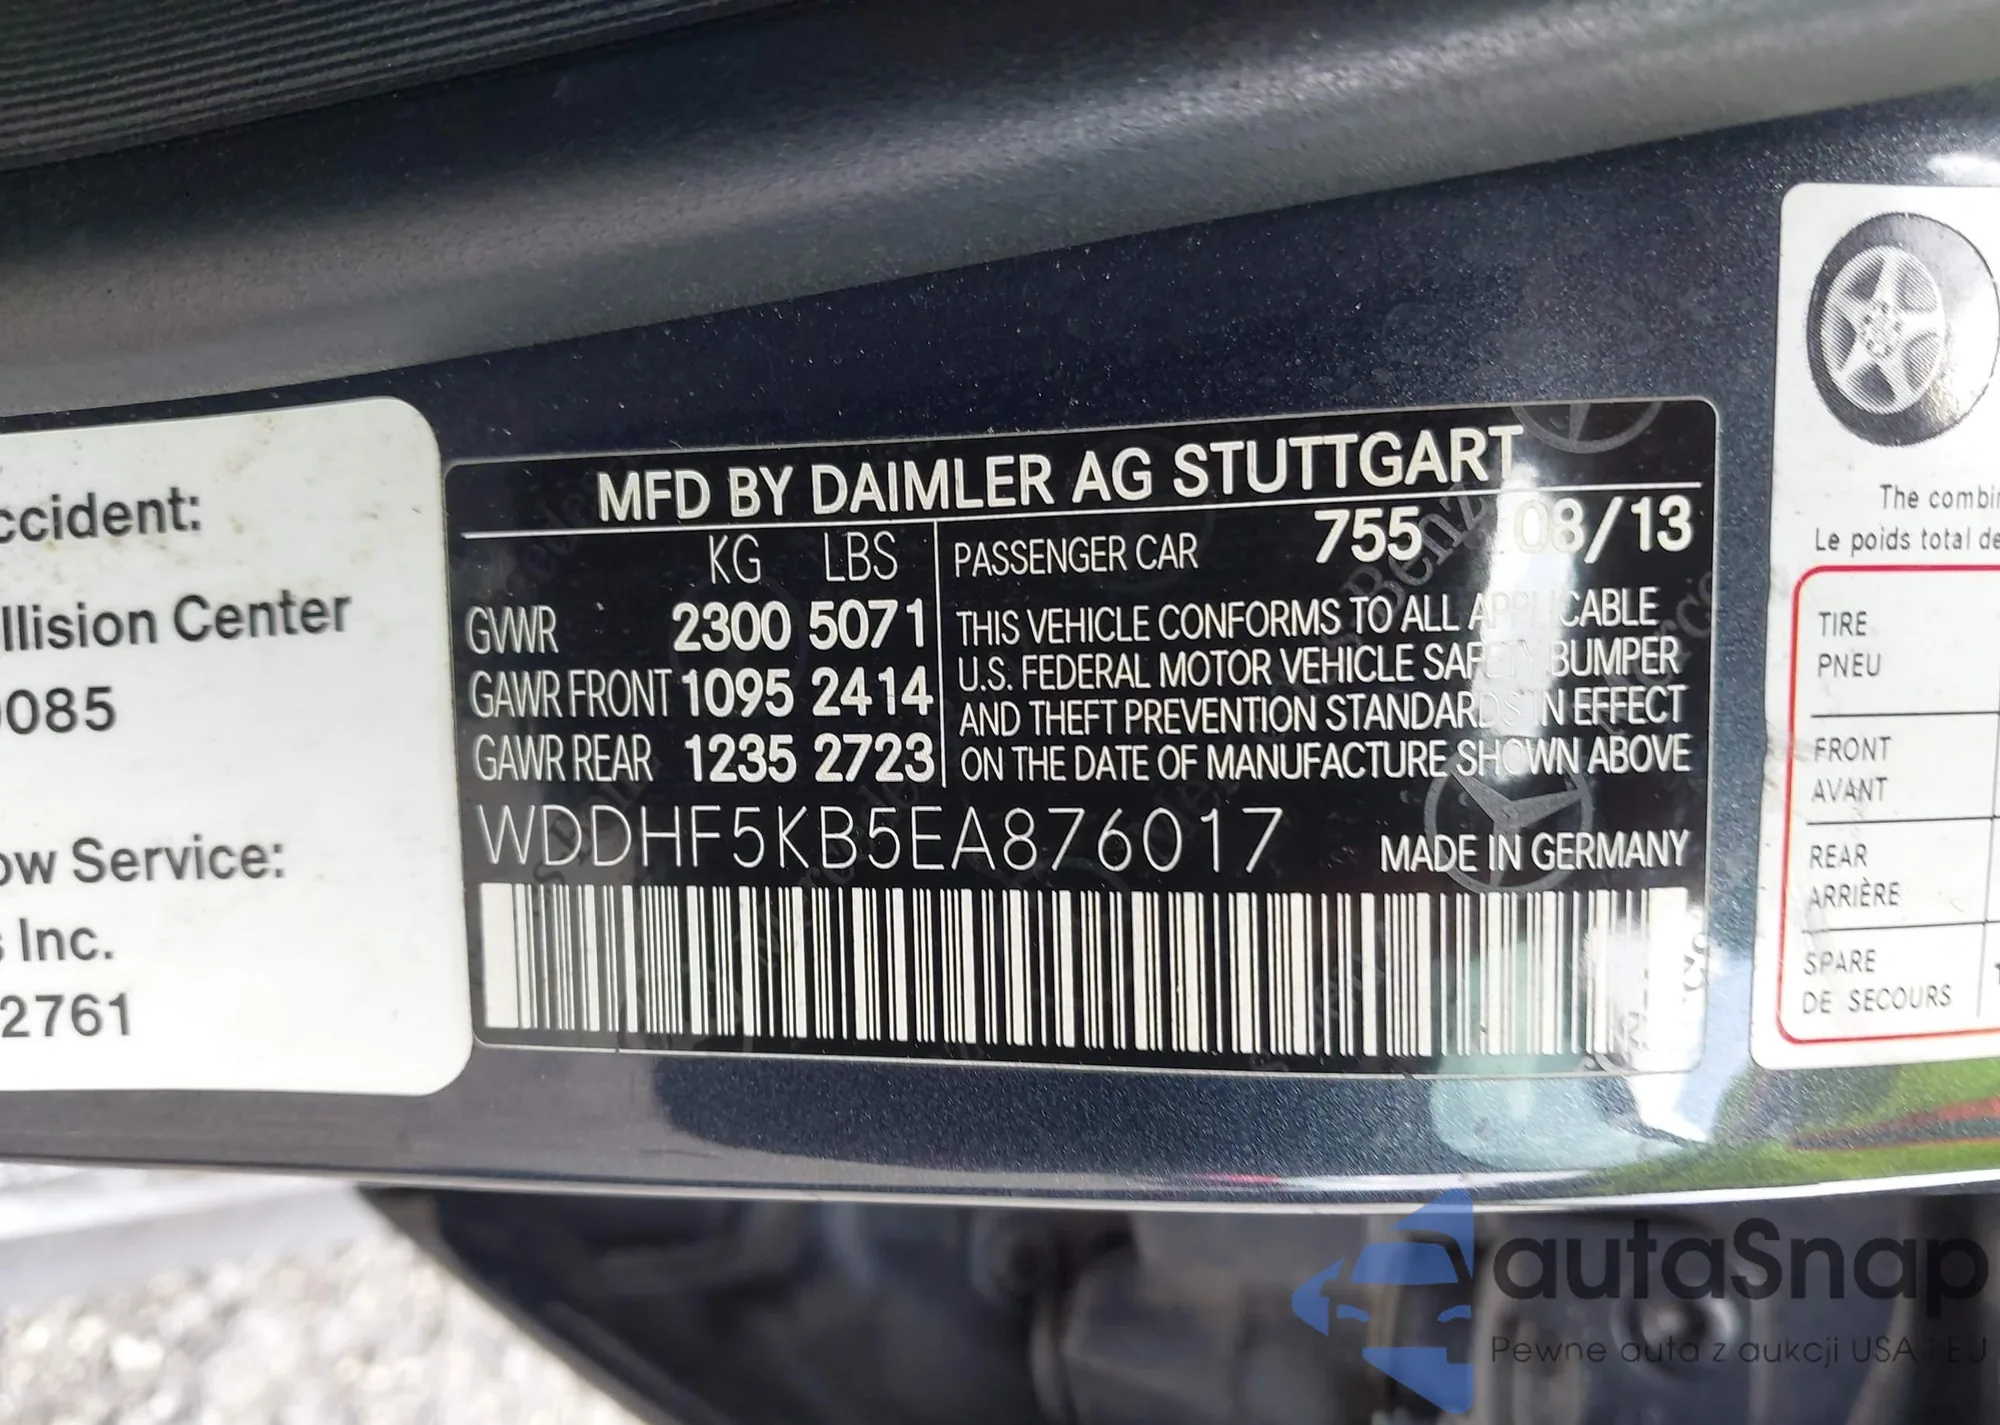 ccident:
llision Center
0085
ow Service:
s Inc.
2761
MFD BY DAIMLER AG STUTTGART
KG LBS
GVWR 2300 5071
GAWR FRONT 1095 2414
GAWR REAR 1235 2723
PASSENGER CAR 755 08/13
THIS VEHICLE CONFORMS TO ALL APPLICABLE
U.S. FEDERAL MOTOR VEHICLE SAFETY BUMPER
AND THEFT PREVENTION STANDARDS IN EFFECT
ON THE DATE OF MANUFACTURE SHOWN ABOVE
WDDHF5KB5EA876017
MADE IN GERMANY
The combin
Le poids total de
TIRE
PNEU
FRONT
AVANT
REAR
ARRIÈRE
SPARE
DE SECOURS
autaSnap
Pewne auta z aukcji USA i EU